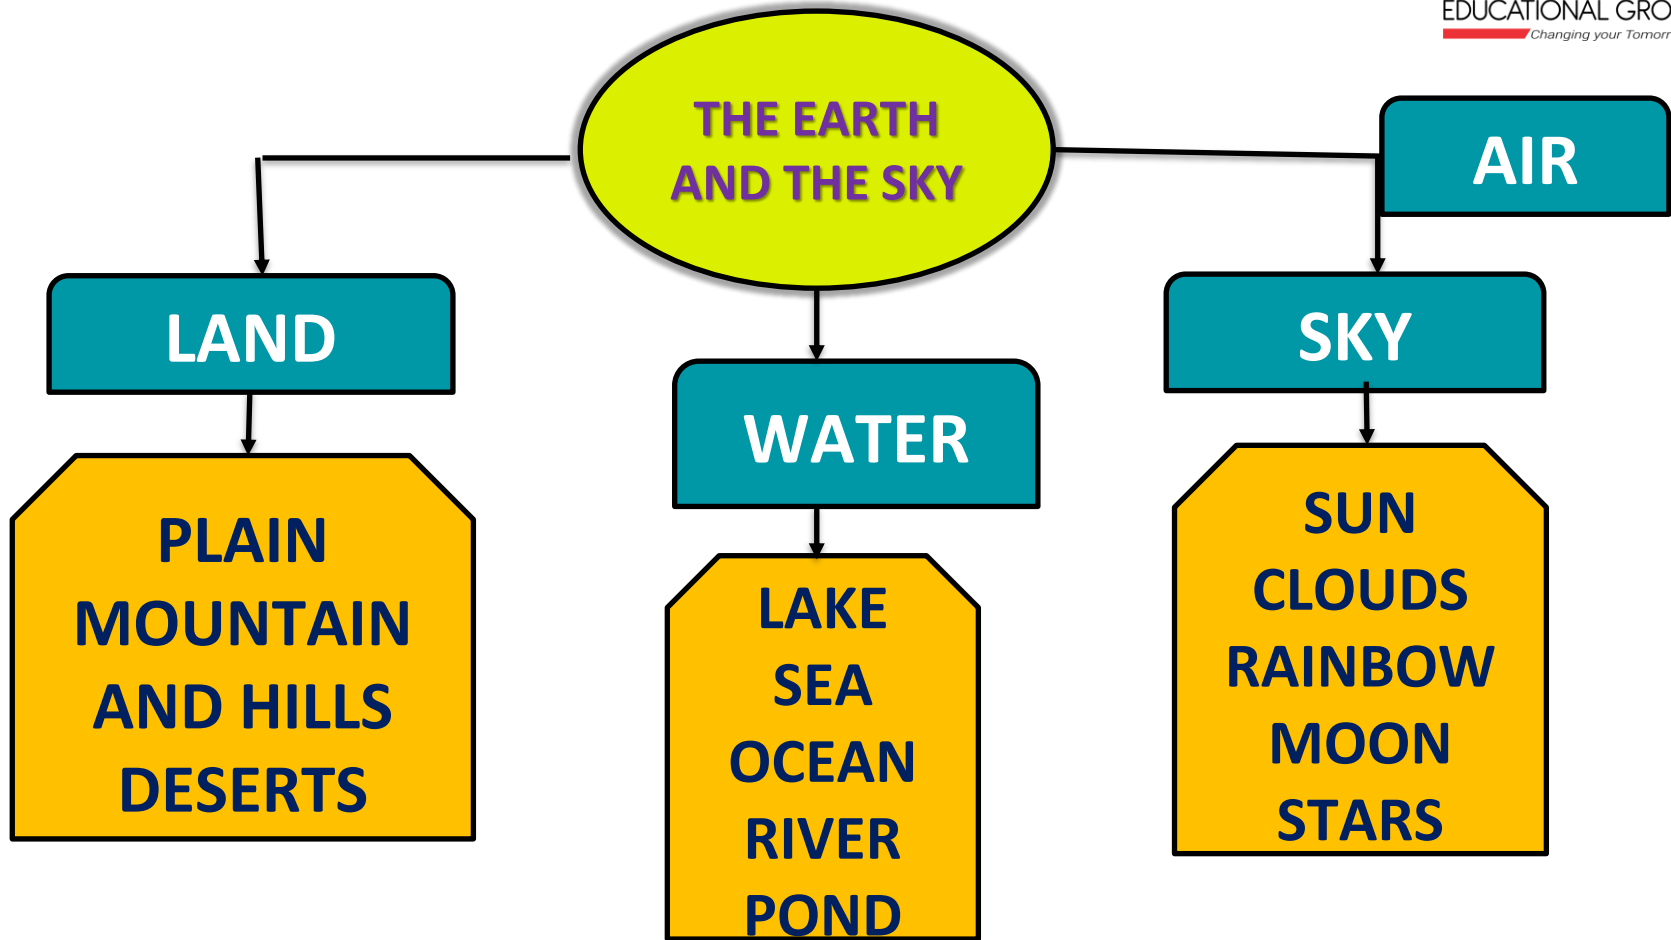 EDUCATIONAL GRO
Changing your Tomorr
THE EARTH
AND THE SKY
AIR
LAND
SKY
WATER
PLAIN
MOUNTAIN
AND HILLS
DESERTS
LAKE
SEA
OCEAN
RIVER
POND
SUN
CLOUDS
RAINBOW
MOON
STARS